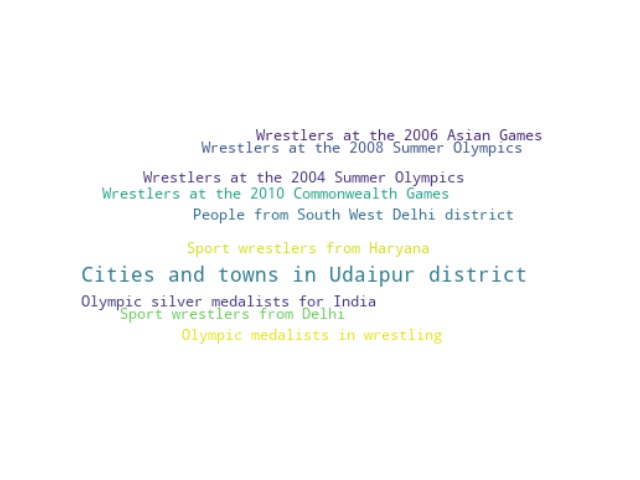 Wrestlers at the 2006 Asian Games
Wrestlers at the 2008 Summer Olympics
Wrestlers at the 2004 Summer Olympics
Wrestlers at the 2010 Commonwealth Games
People from South West Delhi district
Sport wrestlers from Haryana
Cities and towns in Udaipur district
Olympic silver medalists for India
Sport wrestlers from Delhi
Olympic medalists in wrestling